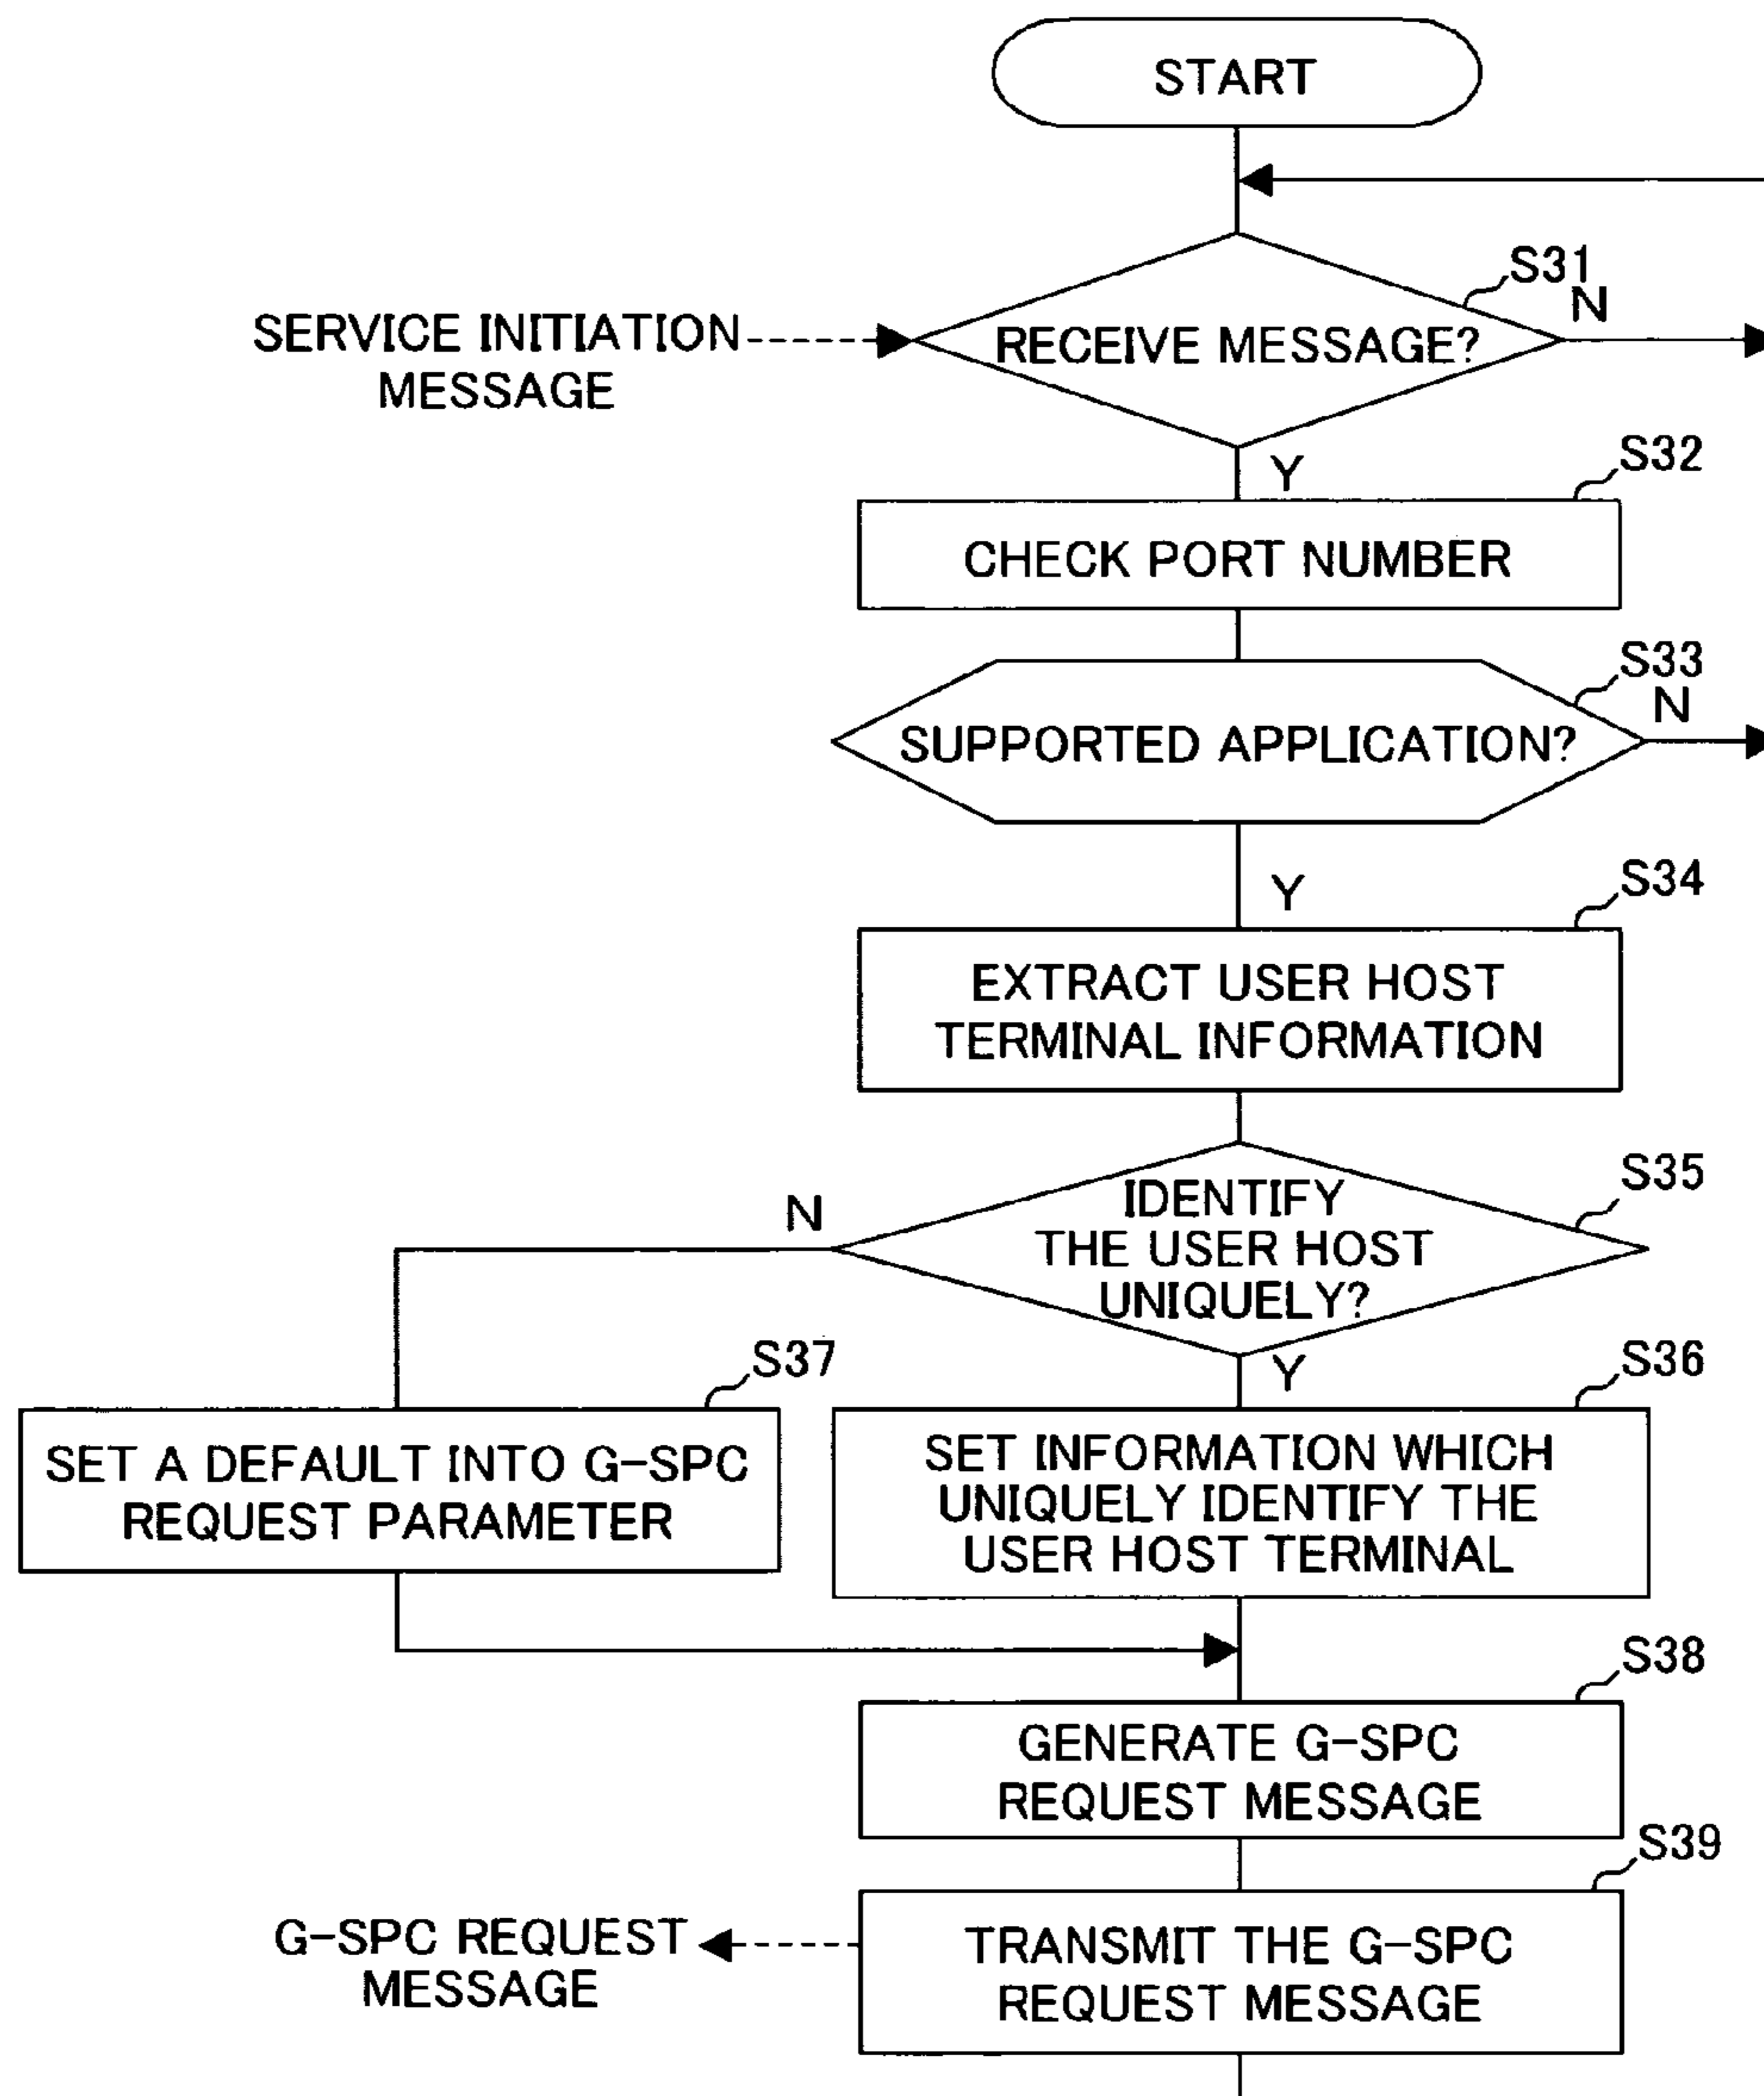 START
S31
N
SERVICE INITIATION
MESSAGE
RECEIVE MESSAGE?
Y
S32
CHECK PORT NUMBER
S33
N
SUPPORTED APPLICATION?
Y
S34
EXTRACT USER HOST
TERMINAL INFORMATION
S35
N
IDENTIFY
THE USER HOST
UNIQUELY?
Y
S37
S36
SET A DEFAULT INTO G-SPC
REQUEST PARAMETER
SET INFORMATION WHICH
UNIQUELY IDENTIFY THE
USER HOST TERMINAL
S38
GENERATE G-SPC
REQUEST MESSAGE
S39
G-SPC REQUEST
MESSAGE
TRANSMIT THE G-SPC
REQUEST MESSAGE